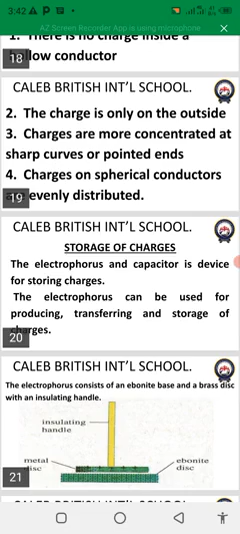 3:42
AZ Screen Recorder App is using microphone
1. There is no charge inside a
llow conductor
18
CALEB BRITISH INT'L SCHOOL.
2. The charge is only on the outside
3. Charges are more concentrated at
sharp curves or pointed ends
4. Charges on spherical conductors
evenly distributed.
19
CALEB BRITISH INT'L SCHOOL.
STORAGE OF CHARGES
The electrophorus and capacitor is device
for storing charges.
The electrophorus can be used for
producing, transferring and storage of
charges.
20
CALEB BRITISH INT'L SCHOOL.
The electrophorus consists of an ebonite base and a brass disc
with an insulating handle.
insulating
handle
metal
disc
ebonite
disc
21